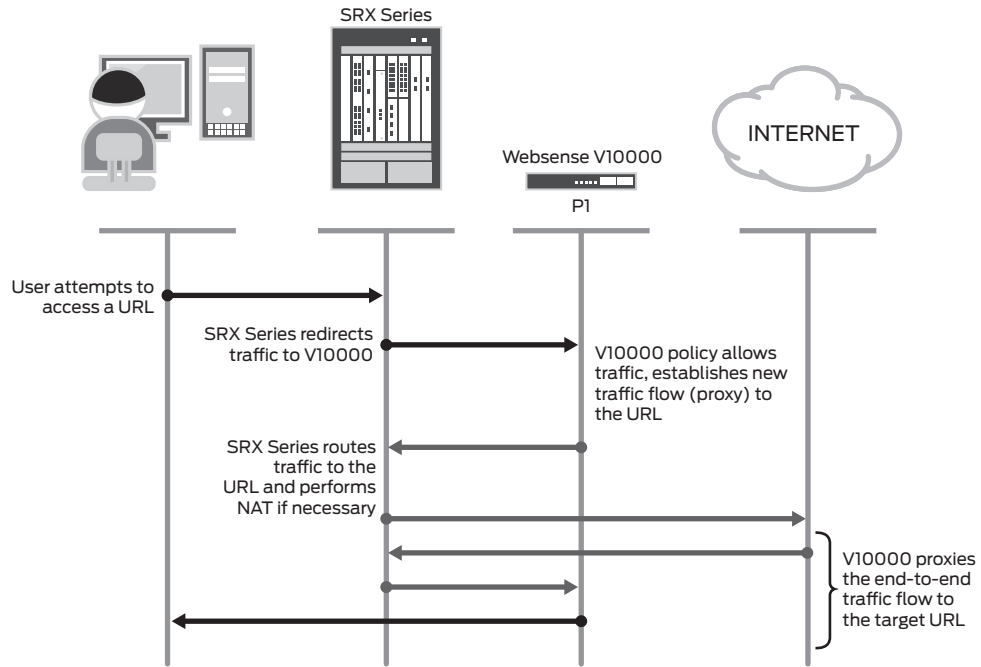 SRX Series
Websense V10000
P1
INTERNET
User attempts to
access a URL
SRX Series redirects
traffic to V10000
V10000 policy allows
traffic, establishes new
traffic flow (proxy) to
the URL
SRX Series routes
traffic to the
URL and performs
NAT if necessary
V10000 proxies
the end-to-end
traffic flow to
the target URL